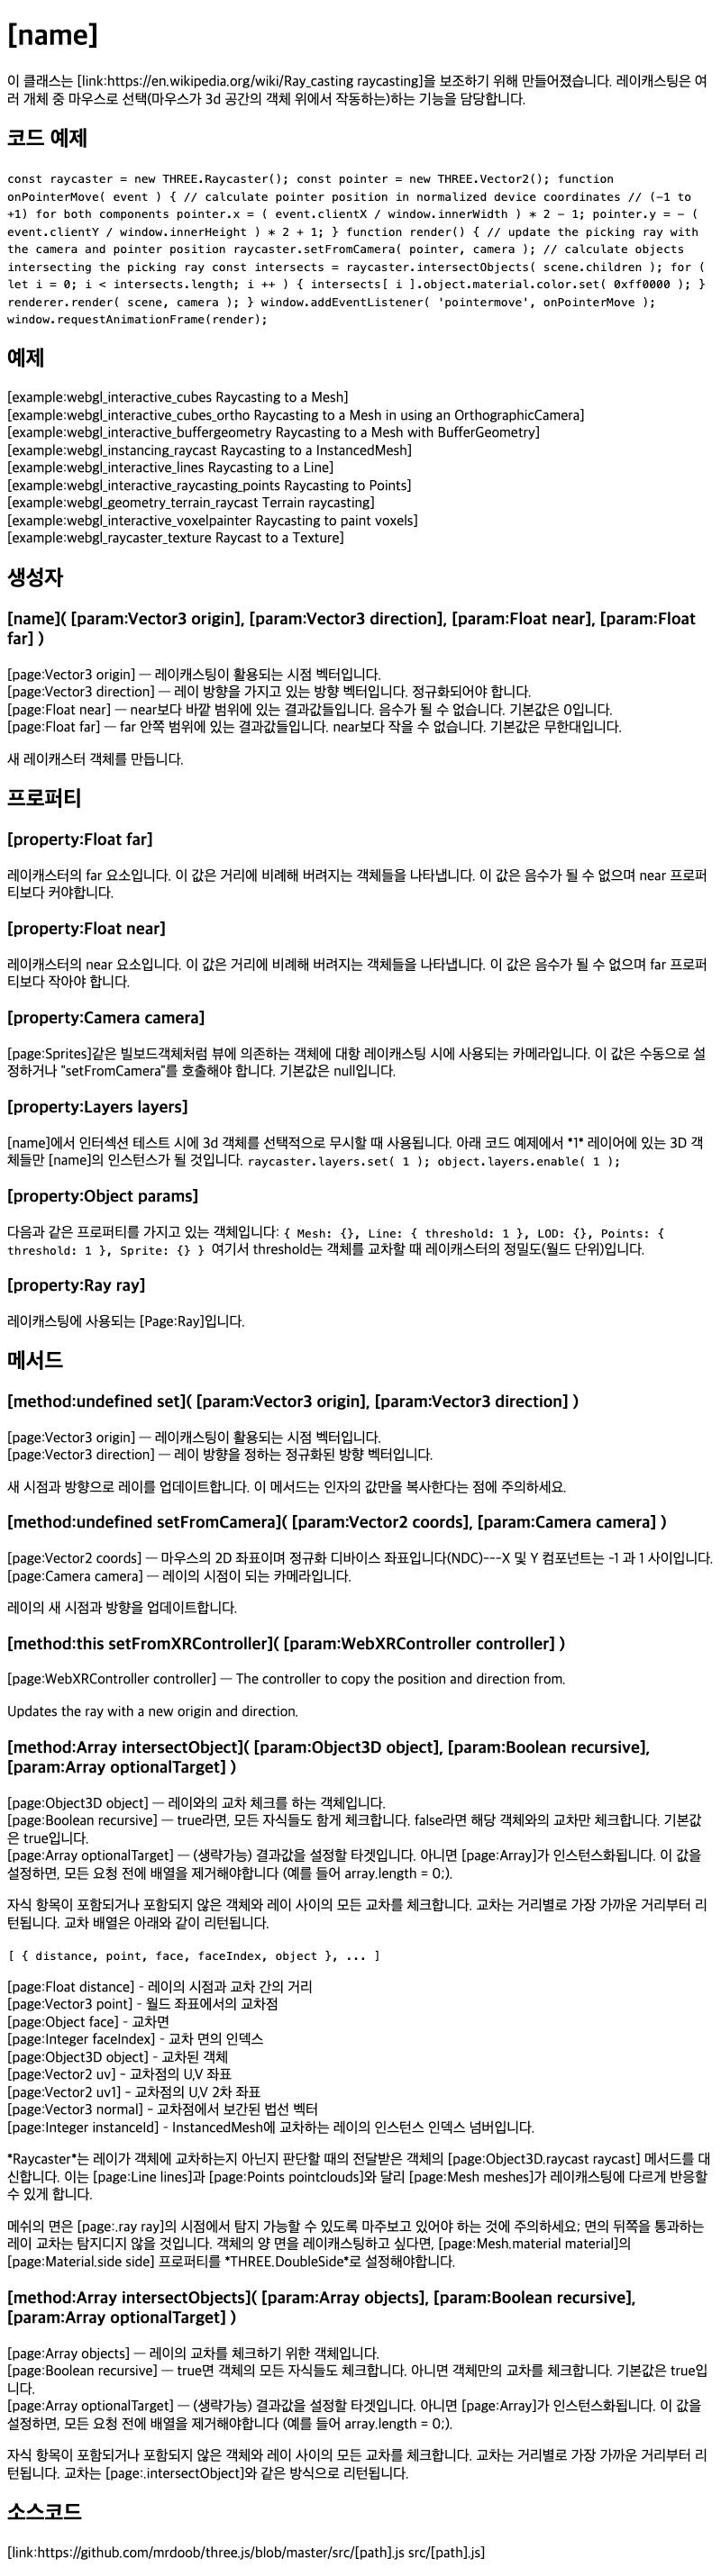 [name]
이 클래스는 [link:https://en.wikipedia.org/wiki/Ray_casting raycasting]을 보조하기 위해 만들어졌습니다. 레이캐스팅은 여
러 개체 중 마우스로 선택(마우스가 3d 공간의 객체 위에서 작동하는)하는 기능을 담당합니다.
코드 예제
const raycaster = new THREE.Raycaster(); const pointer = new THREE.Vector2(); function
onPointerMove( event ) { // calculate pointer position in normalized device coordinates // (-1 to
+1) for both components pointer.x = ( event.clientX / window.innerWidth ) * 2 - 1; pointer.y = - (
event.clientY / window.innerHeight ) * 2 + 1; } function render() { // update the picking ray with
the camera and pointer position raycaster.setFromCamera( pointer, camera ); // calculate objects
intersecting the picking ray const intersects = raycaster.intersectObjects( scene.children ); for (
let i = 0; i < intersects.length; i ++ ) { intersects[ i ].object.material.color.set( 0xff0000 ); }
renderer.render( scene, camera ); } window.addEventListener( 'pointermove', onPointerMove );
window.requestAnimationFrame(render);
예제
[example:webgl_interactive_cubes Raycasting to a Mesh]
[example:webgl_interactive_cubes_ortho Raycasting to a Mesh in using an OrthographicCamera]
[example:webgl_interactive_buffergeometry Raycasting to a Mesh with BufferGeometry]
[example:webgl_instancing_raycast Raycasting to a InstancedMesh]
[example:webgl_interactive_lines Raycasting to a Line]
[example:webgl_interactive_raycasting_points Raycasting to Points]
[example:webgl_geometry_terrain_raycast Terrain raycasting]
[example:webgl_interactive_voxelpainter Raycasting to paint voxels]
[example:webgl_raycaster_texture Raycast to a Texture]
생성자
[name]( [param:Vector3 origin], [param:Vector3 direction], [param:Float near], [param:Float
far] )
[page:Vector3 origin] — 레이캐스팅이 활용되는 시점 벡터입니다.
[page:Vector3 direction] — 레이 방향을 가지고 있는 방향 벡터입니다. 정규화되어야 합니다.
[page:Float near] — near보다 바깥 범위에 있는 결과값들입니다. 음수가 될 수 없습니다. 기본값은 0입니다.
[page:Float far] — far 안쪽 범위에 있는 결과값들입니다. near보다 작을 수 없습니다. 기본값은 무한대입니다.
새 레이캐스터 객체를 만듭니다.
프로퍼티
[property:Float far]
레이캐스터의 far 요소입니다. 이 값은 거리에 비례해 버려지는 객체들을 나타냅니다. 이 값은 음수가 될 수 없으며 near 프로퍼
티보다 커야합니다.
[property:Float near]
레이캐스터의 near 요소입니다. 이 값은 거리에 비례해 버려지는 객체들을 나타냅니다. 이 값은 음수가 될 수 없으며 far 프로퍼
티보다 작아야 합니다.
[property:Camera camera]
[page:Sprites]같은 빌보드객체처럼 뷰에 의존하는 객체에 대항 레이캐스팅 시에 사용되는 카메라입니다. 이 값은 수동으로 설
정하거나 "setFromCamera"를 호출해야 합니다. 기본값은 null입니다.
[property:Layers layers]
[name]에서 인터섹션 테스트 시에 3d 객체를 선택적으로 무시할 때 사용됩니다. 아래 코드 예제에서 *1* 레이어에 있는 3D 객
체들만 [name]의 인스턴스가 될 것입니다. raycaster.layers.set( 1 ); object.layers.enable( 1 );
[property:Object params]
다음과 같은 프로퍼티를 가지고 있는 객체입니다: { Mesh: {}, Line: { threshold: 1 }, LOD: {}, Points: {
threshold: 1 }, Sprite: {} } 여기서 threshold는 객체를 교차할 때 레이캐스터의 정밀도(월드 단위)입니다.
[property:Ray ray]
레이캐스팅에 사용되는 [Page:Ray]입니다.
메서드
[method:undefined set]( [param:Vector3 origin], [param:Vector3 direction] )
[page:Vector3 origin] — 레이캐스팅이 활용되는 시점 벡터입니다.
[page:Vector3 direction] — 레이 방향을 정하는 정규화된 방향 벡터입니다.
새 시점과 방향으로 레이를 업데이트합니다. 이 메서드는 인자의 값만을 복사한다는 점에 주의하세요.
[method:undefined setFromCamera]( [param:Vector2 coords], [param:Camera camera] )
[page:Vector2 coords] — 마우스의 2D 좌표이며 정규화 디바이스 좌표입니다(NDC)---X 및 Y 컴포넌트는 -1 과 1 사이입니다.
[page:Camera camera] — 레이의 시점이 되는 카메라입니다.
레이의 새 시점과 방향을 업데이트합니다.
[method:this setFromXRController]( [param:WebXRController controller] )
[page:WebXRController controller] — The controller to copy the position and direction from.
Updates the ray with a new origin and direction.
[method:Array intersectObject]( [param:Object3D object], [param:Boolean recursive],
[param:Array optionalTarget] )
[page:Object3D object] — 레이와의 교차 체크를 하는 객체입니다.
[page:Boolean recursive] — true라면, 모든 자식들도 함게 체크합니다. false라면 해당 객체와의 교차만 체크합니다. 기본값
은 true입니다.
[page:Array optionalTarget] — (생략가능) 결과값을 설정할 타겟입니다. 아니면 [page:Array]가 인스턴스화됩니다. 이 값을
설정하면, 모든 요청 전에 배열을 제거해야합니다 (예를 들어 array.length = 0;).
자식 항목이 포함되거나 포함되지 않은 객체와 레이 사이의 모든 교차를 체크합니다. 교차는 거리별로 가장 가까운 거리부터 리
턴됩니다. 교차 배열은 아래와 같이 리턴됩니다.
[ { distance, point, face, faceIndex, object }, ... ]
[page:Float distance] - 레이의 시점과 교차 간의 거리
[page:Vector3 point] - 월드 좌표에서의 교차점
[page:Object face] - 교차면
[page:Integer faceIndex] - 교차 면의 인덱스
[page:Object3D object] - 교차된 객체
[page:Vector2 uv] - 교차점의 U,V 좌표
[page:Vector2 uv1] - 교차점의 U,V 2차 좌표
[page:Vector3 normal] - 교차점에서 보간된 법선 벡터
[page:Integer instanceId] - InstancedMesh에 교차하는 레이의 인스턴스 인덱스 넘버입니다.
*Raycaster*는 레이가 객체에 교차하는지 아닌지 판단할 때의 전달받은 객체의 [page:Object3D.raycast raycast] 메서드를 대
신합니다. 이는 [page:Line lines]과 [page:Points pointclouds]와 달리 [page:Mesh meshes]가 레이캐스팅에 다르게 반응할
수 있게 합니다.
메쉬의 면은 [page:.ray ray]의 시점에서 탐지 가능할 수 있도록 마주보고 있어야 하는 것에 주의하세요; 면의 뒤쪽을 통과하는
레이 교차는 탐지디지 않을 것입니다. 객체의 양 면을 레이캐스팅하고 싶다면, [page:Mesh.material material]의
[page:Material.side side] 프로퍼티를 *THREE.DoubleSide*로 설정해야합니다.
[method:Array intersectObjects]( [param:Array objects], [param:Boolean recursive],
[param:Array optionalTarget] )
[page:Array objects] — 레이의 교차를 체크하기 위한 객체입니다.
[page:Boolean recursive] — true면 객체의 모든 자식들도 체크합니다. 아니면 객체만의 교차를 체크합니다. 기본값은 true입
니다.
[page:Array optionalTarget] — (생략가능) 결과값을 설정할 타겟입니다. 아니면 [page:Array]가 인스턴스화됩니다. 이 값을
설정하면, 모든 요청 전에 배열을 제거해야합니다 (예를 들어 array.length = 0;).
자식 항목이 포함되거나 포함되지 않은 객체와 레이 사이의 모든 교차를 체크합니다. 교차는 거리별로 가장 가까운 거리부터 리
턴됩니다. 교차는 [page:.intersectObject]와 같은 방식으로 리턴됩니다.
소스코드
[link:https://github.com/mrdoob/three.js/blob/master/src/[path].js src/[path].js]